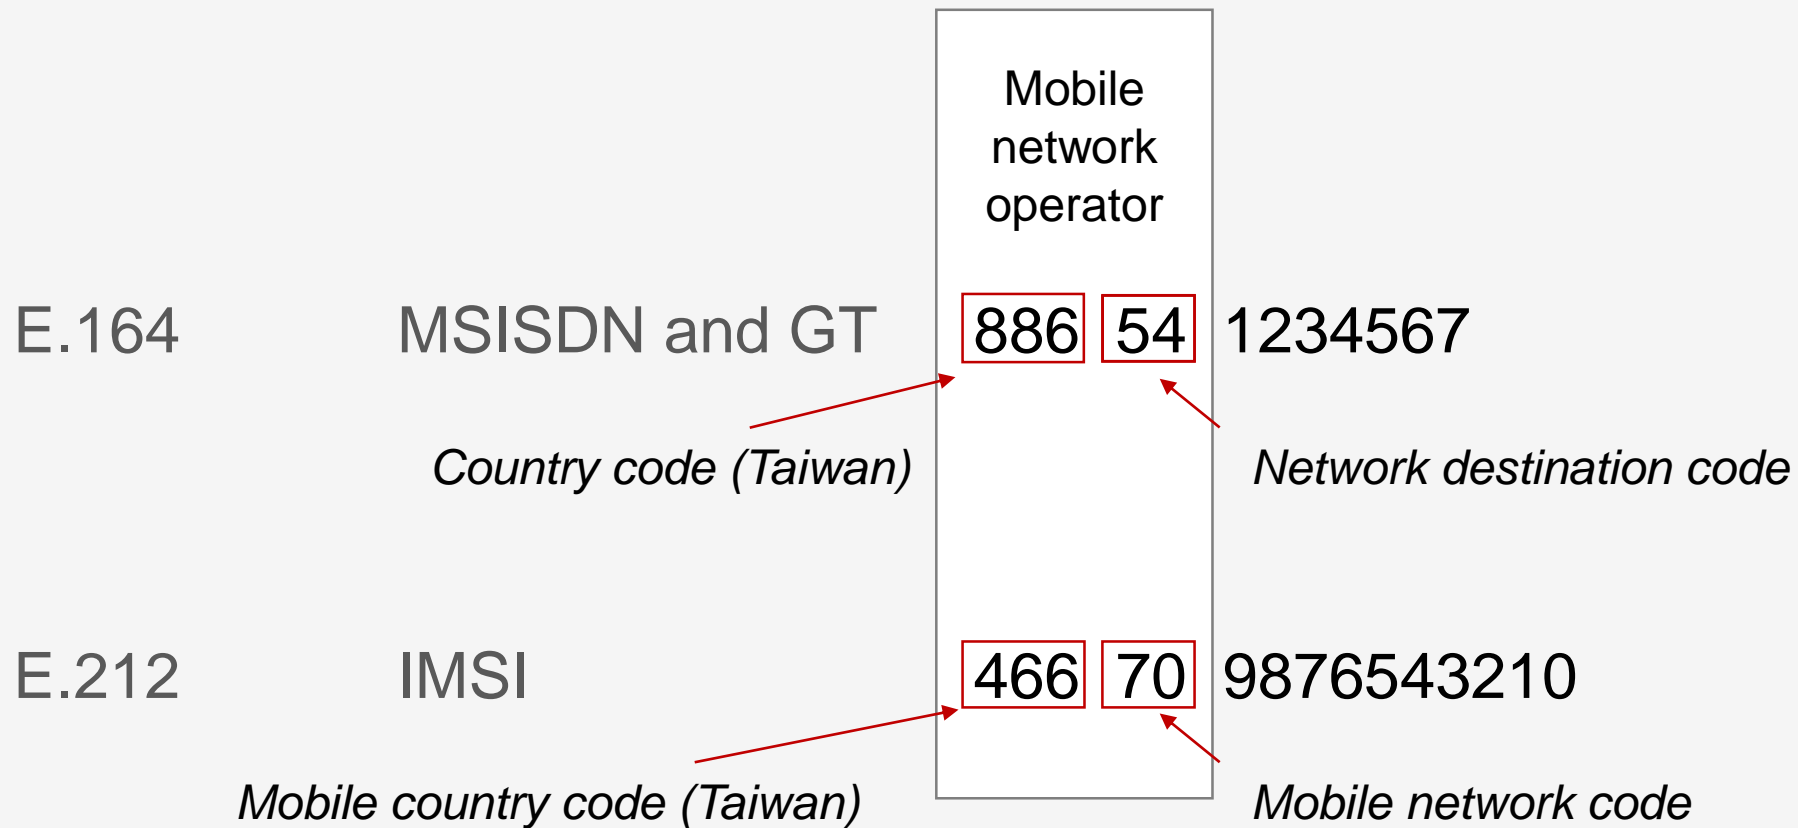 Mobile
network
operator
E.164 MSISDN and GT 886 54 1234567
Country code (Taiwan) Network destination code
E.212 IMSI 466 70 9876543210
Mobile country code (Taiwan) Mobile network code